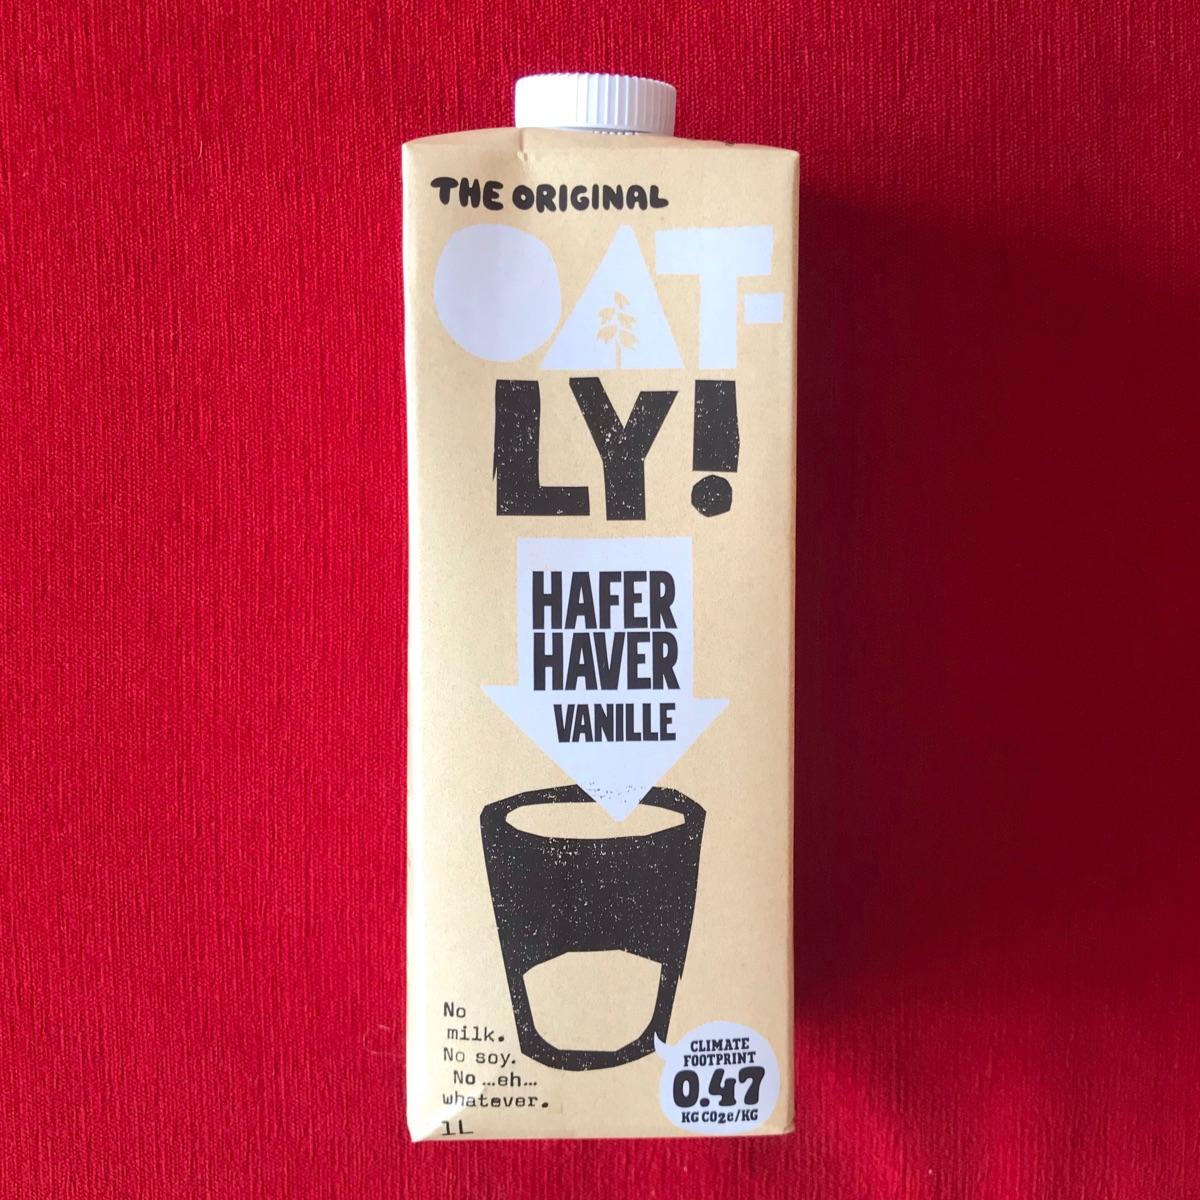 THE ORIGINAL
OAT-
LY!
HAFER
HAVER
VANILLE
No
milk.
No soy.
No …eh…
whatever.
1L
CLIMATE
FOOTPRINT
0.47
KG CO2e/KG